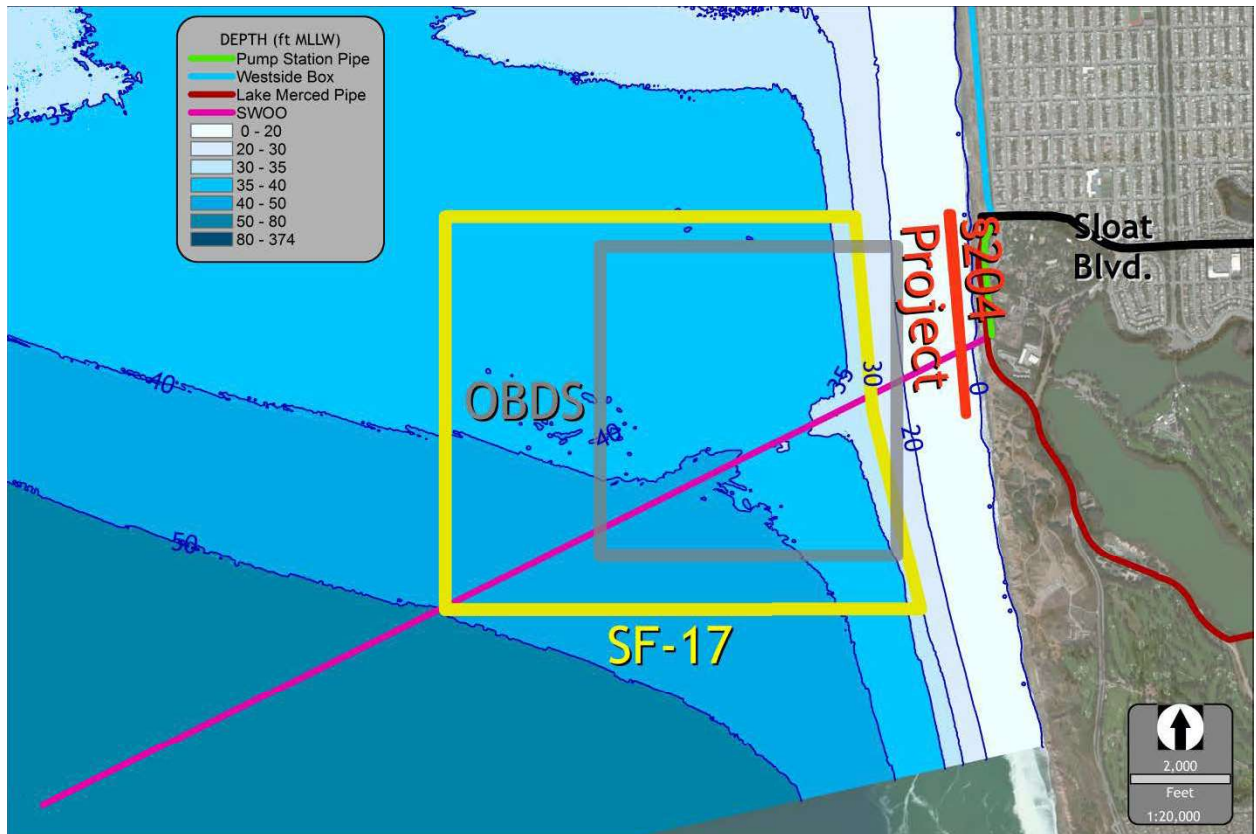 DEPTH (ft MLLW)
Pump Station Pipe
Westside Box
Lake Merced Pipe
SWOO
0 - 20
20 - 30
30 - 35
35 - 40
40 - 50
50 - 80
80 - 374
35
Sloat
Blvd.
S204
Project
0
35
30
20
40
OBDS
40
50
SF-17
2,000
Feet
1:20,000